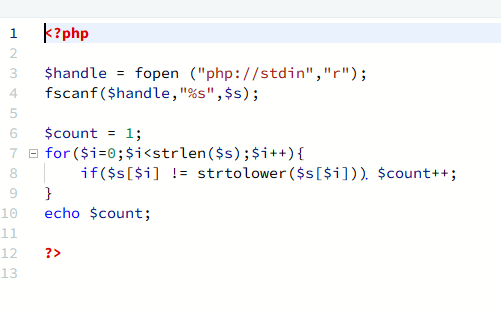 1 <?php
2
3 $handle = fopen ("php://stdin","r");
4 fscanf($handle,"%s",$s);
5
6 $count = 1;
7 for($i=0;$i<strlen($s);$i++){
8 if($s[$i] != strtolower($s[$i])). $count++;
9 }
10 echo $count;
11
12 ?>
13